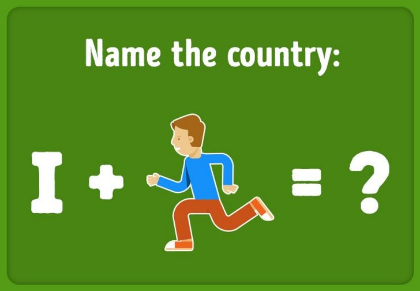 Name the country:
I + = ?